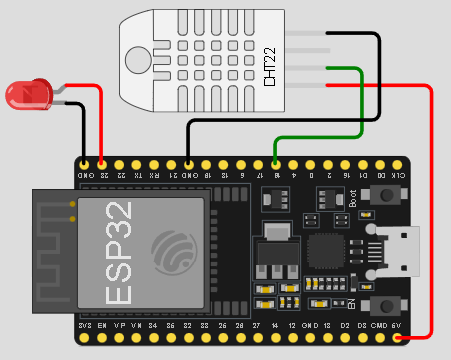 DHT22
GND 23 22 TX RX 21 GND 19 18 5 17 16 4 0 2 15 D1 D0 CLK
Boot
ESP32
EN
3V3 EN VP VN 34 35 32 33 25 26 27 14 12 GND 13 D2 D3 CMD 5V